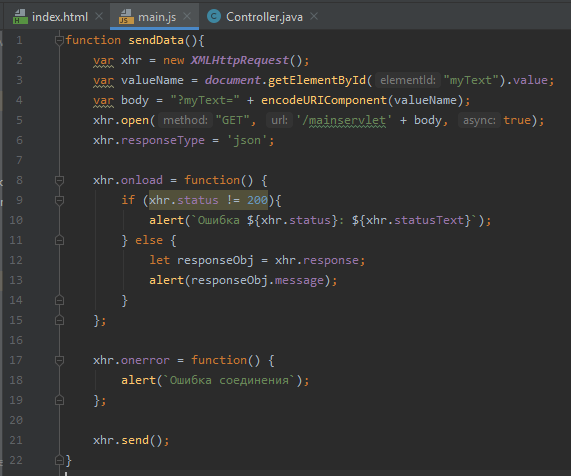 index.html main.js Controller.java
1 function sendData(){
2 var xhr = new XMLHttpRequest();
3 var valueName = document.getElementById( elementId: "myText").value;
4 var body = "?myText=" + encodeURIComponent(valueName);
5 xhr.open( method: "GET", url: '/mainservlet' + body, async: true);
6 xhr.responseType = 'json';
7
8 xhr.onload = function() {
9 if (xhr.status != 200){
10 alert(`Ошибка ${xhr.status}: ${xhr.statusText}`);
11 } else {
12 let responseObj = xhr.response;
13 alert(responseObj.message);
14 }
15 };
16
17 xhr.onerror = function() {
18 alert(`Ошибка соединения`);
19 };
20
21 xhr.send();
22 }